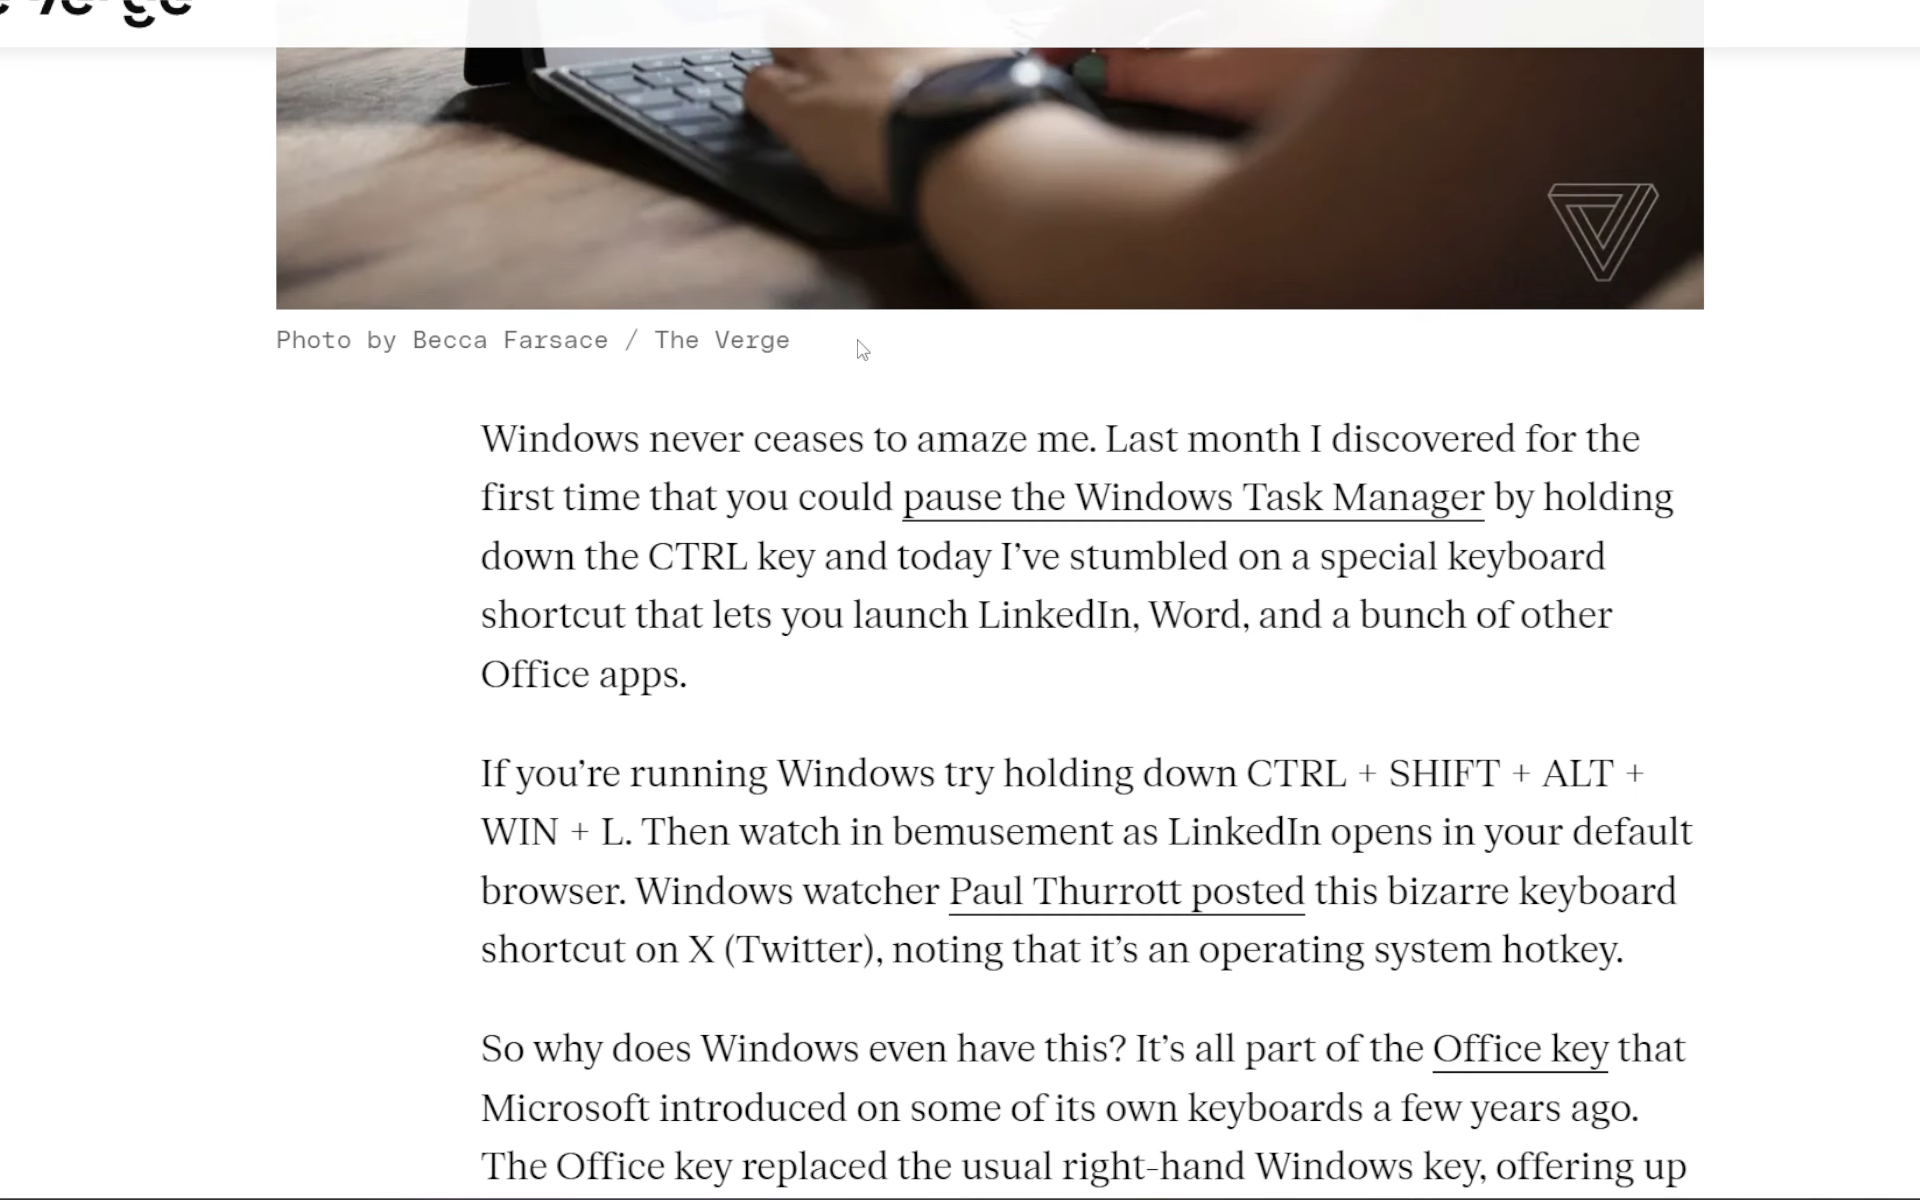 Verge
Photo by Becca Farsace / The Verge
Windows never ceases to amaze me. Last month I discovered for the
first time that you could pause the Windows Task Manager by holding
down the CTRL key and today I’ve stumbled on a special keyboard
shortcut that lets you launch LinkedIn, Word, and a bunch of other
Office apps.
If you’re running Windows try holding down CTRL + SHIFT + ALT +
WIN + L. Then watch in bemusement as LinkedIn opens in your default
browser. Windows watcher Paul Thurrott posted this bizarre keyboard
shortcut on X (Twitter), noting that it’s an operating system hotkey.
So why does Windows even have this? It’s all part of the Office key that
Microsoft introduced on some of its own keyboards a few years ago.
The Office key replaced the usual right-hand Windows key, offering up